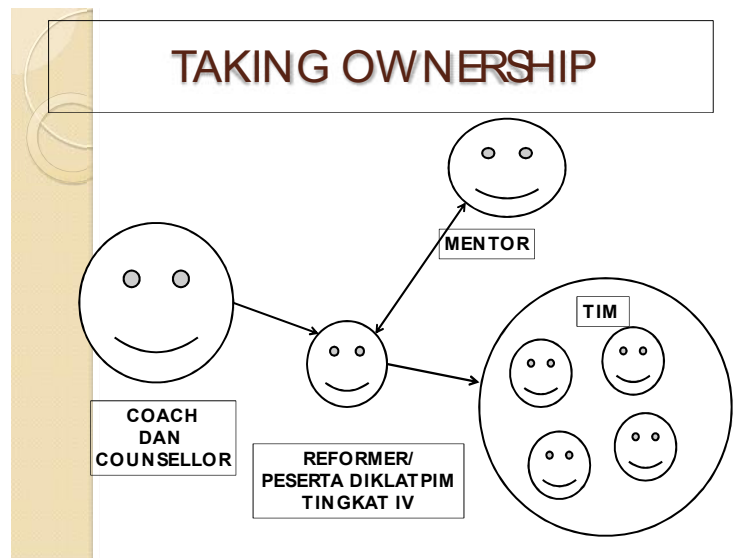 TAKING OWNERSHIP
MENTOR
TIM
COACH
DAN
COUNSELLOR
REFORMER/
PESERTA DIKLATPIM
TINGKAT IV